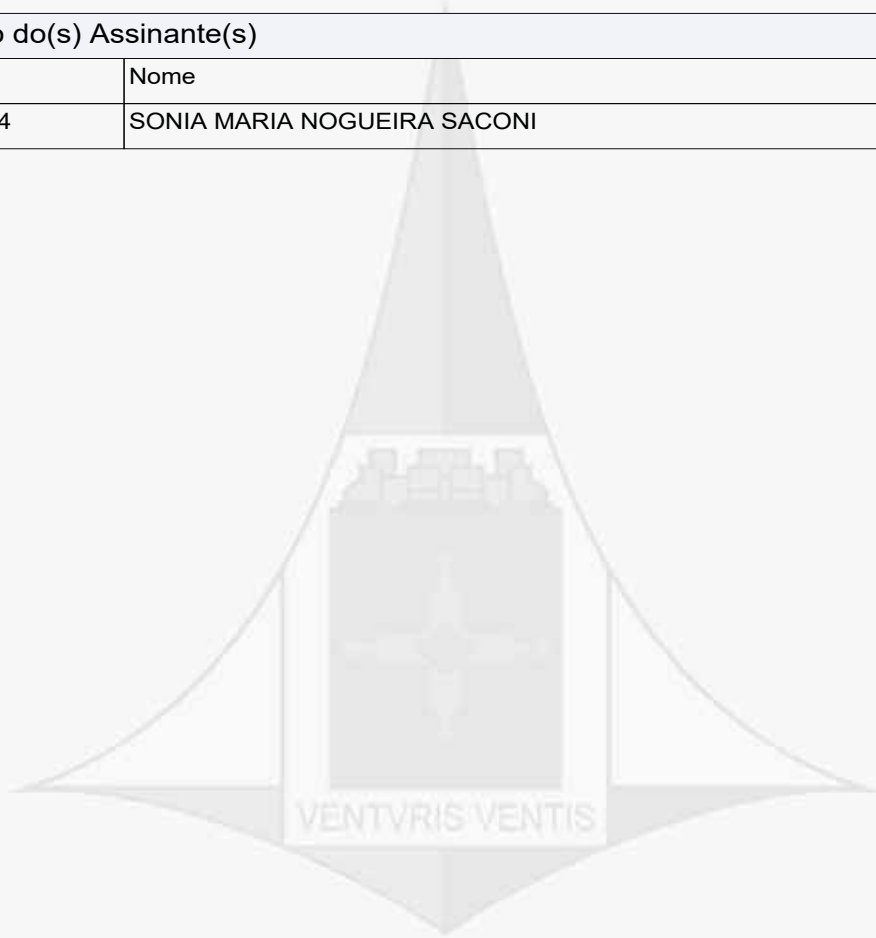 o do(s) Assinante(s)
Nome
4 SONIA MARIA NOGUEIRA SACONI
VENTVRIS VENTIS